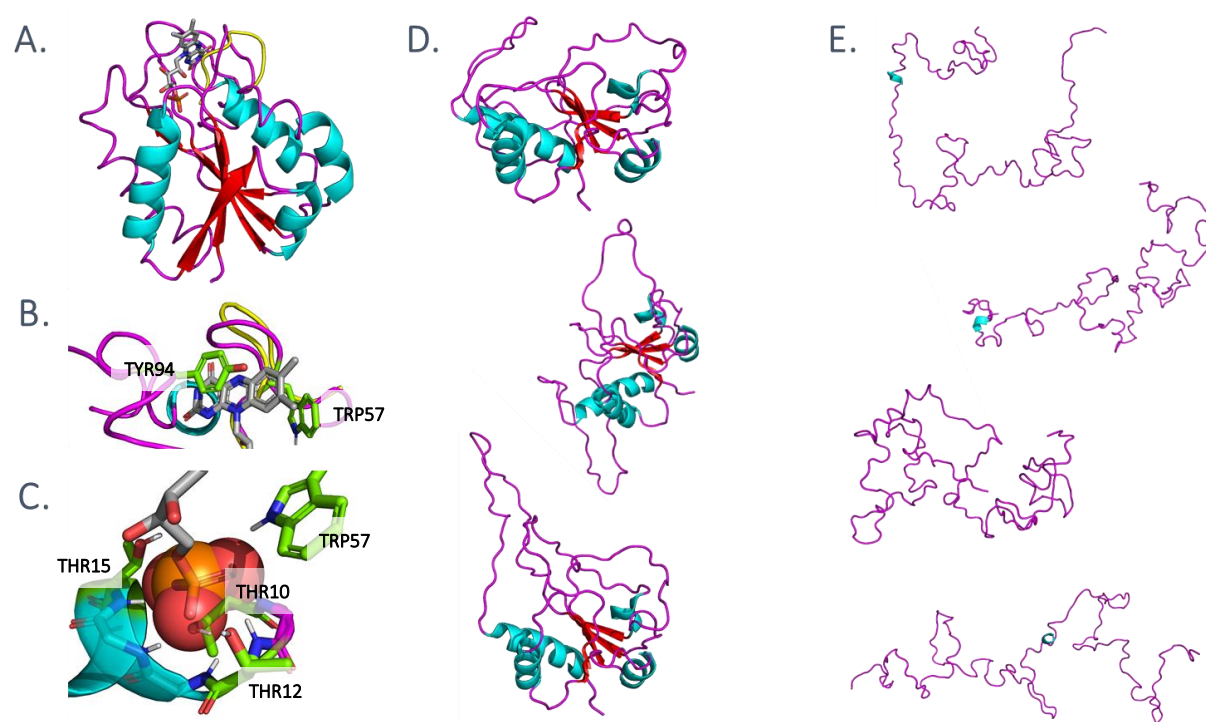 A.
D.
E.
B.
TYR94
TRP57
C.
TRP57
THR15
THR10
THR12